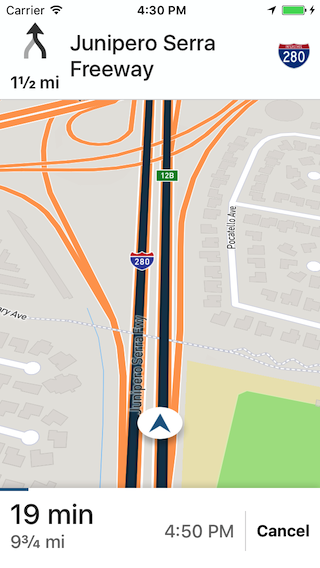 Carrier 4:30 PM
1½ mi
Junipero Serra
Freeway
280
12B
Pocatello Ave
280
ry Ave
Junipero Serra Fwy
19 min
9¾ mi
4:50 PM
Cancel